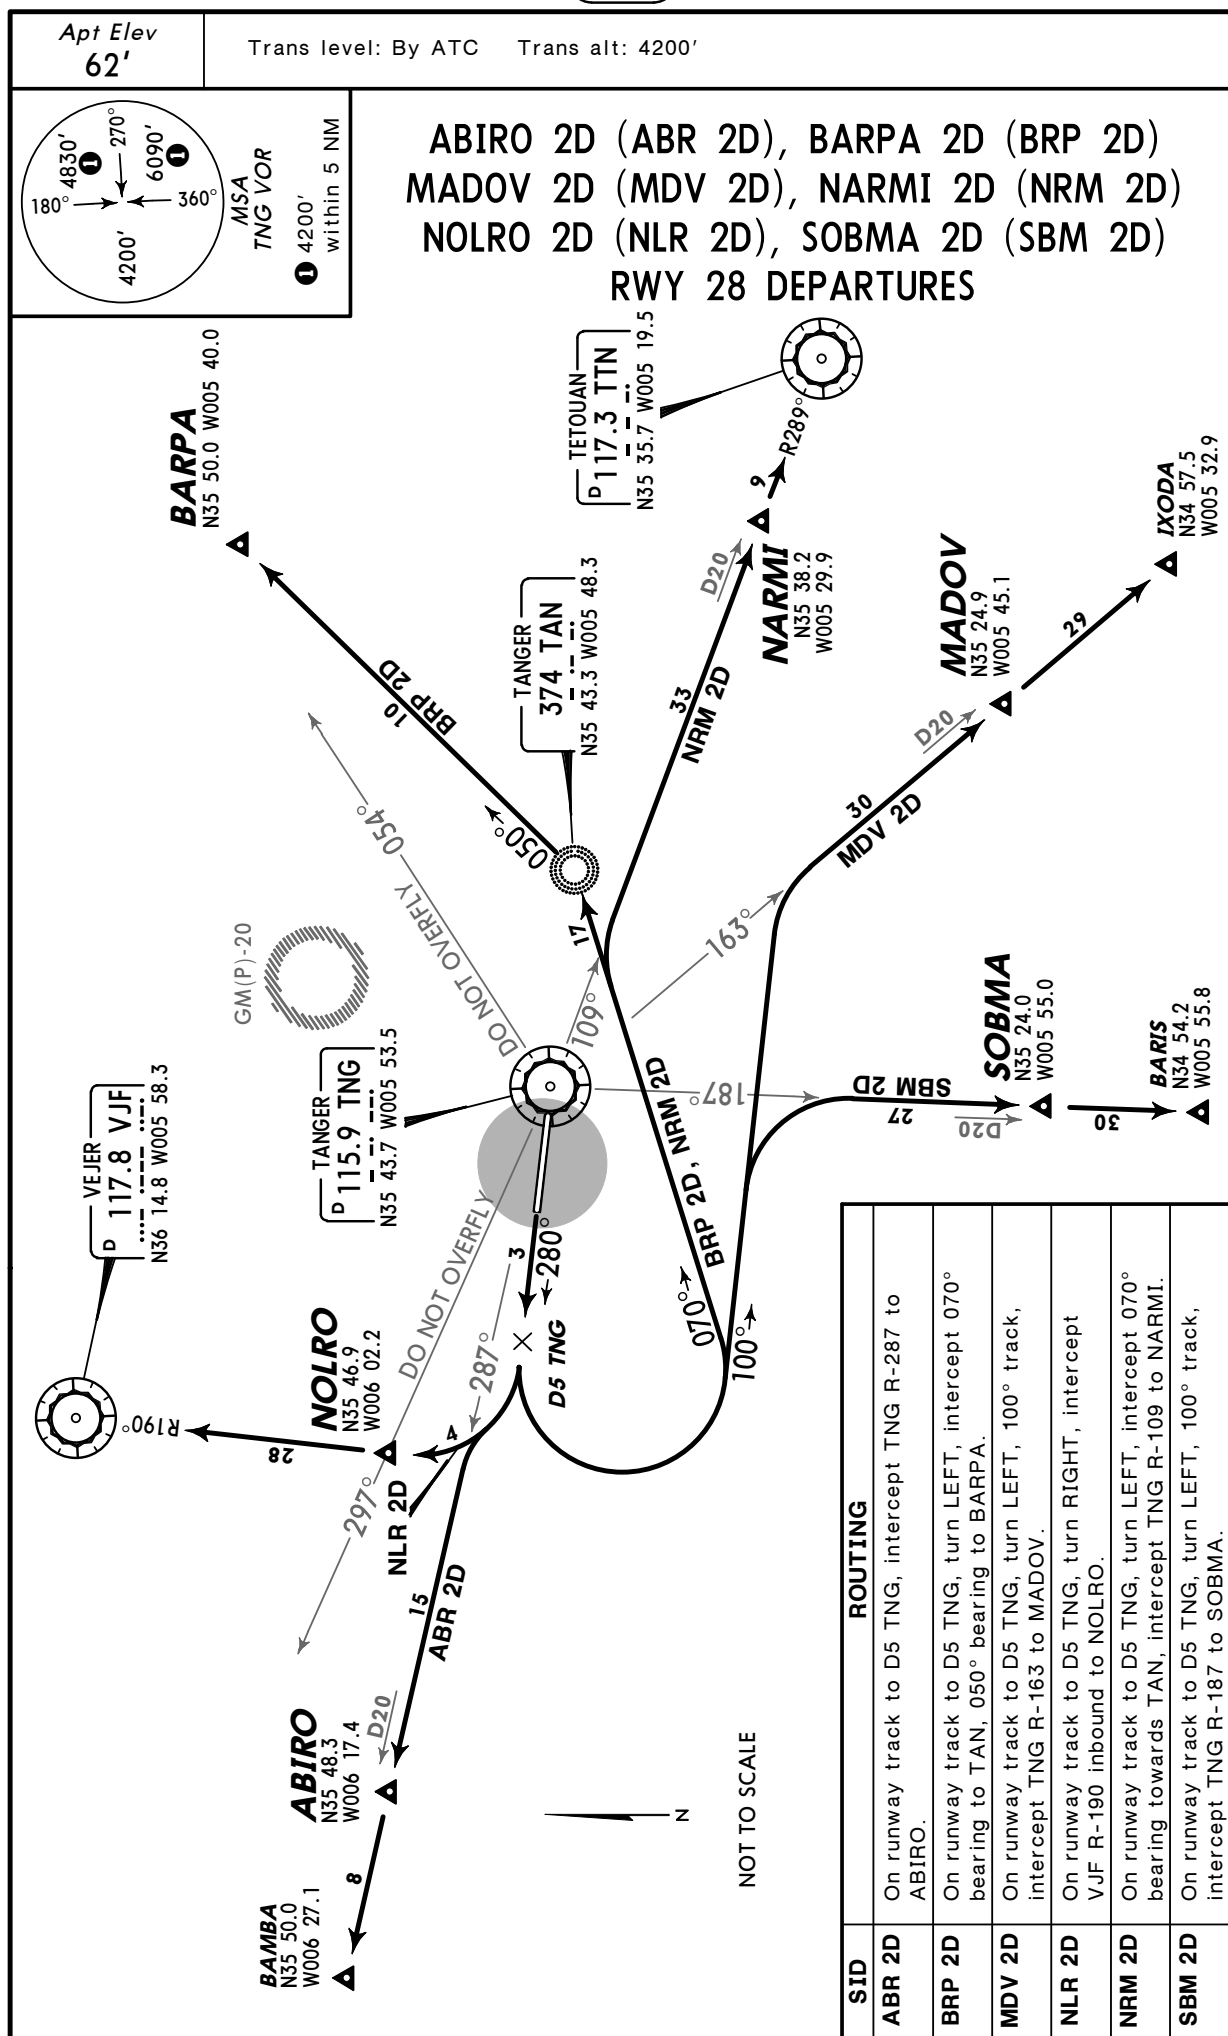 Apt Elev
62'
Trans level: By ATC Trans alt: 4200'
180°
4830'
1
270°
6090'
1
360°
4200'
MSA
TNG VOR
1 4200'
within 5 NM
ABIRO 2D (ABR 2D), BARPA 2D (BRP 2D)
MADOV 2D (MDV 2D), NARMI 2D (NRM 2D)
NOLRO 2D (NLR 2D), SOBMA 2D (SBM 2D)
RWY 28 DEPARTURES
BARPA
N35 50.0 W005 40.0
TETOUAN
D 117.3 TTN
N35 35.7 W005 19.5
R289°
9
D20
NARMI
N35 38.2
W005 29.9
IXODA
N34 57.5
W005 32.9
MADOV
N35 24.9
W005 45.1
29
D20
30
MDV 2D
163°
33
NRM 2D
TANGER
374 TAN
N35 43.3 W005 48.3
10
BRP 2D
050°
054°
DO NOT OVERFLY
GM(P)-20
17
109°
TANGER
D 115.9 TNG
N35 43.7 W005 53.5
VEJER
D 117.8 VJF
N36 14.8 W005 58.3
R190°
28
NOLRO
N35 46.9
W006 02.2
DO NOT OVERFLY
297°
287°
3
280°
D5 TNG
4
NLR 2D
BRP 2D, NRM 2D
070°
100°
187°
SBM 2D
27
D20
SOBMA
N35 24.0
W005 55.0
30
BARIS
N34 54.2
W005 55.8
15
ABR 2D
D20
ABIRO
N35 48.3
W006 17.4
8
BAMBA
N35 50.0
W006 27.1
N
NOT TO SCALE
SID ROUTING
ABR 2D On runway track to D5 TNG, intercept TNG R-287 to
ABIRO.
BRP 2D On runway track to D5 TNG, turn LEFT, intercept 070°
bearing to TAN, 050° bearing to BARPA.
MDV 2D On runway track to D5 TNG, turn LEFT, 100° track,
intercept TNG R-163 to MADOV.
NLR 2D On runway track to D5 TNG, turn RIGHT, intercept
VJF R-190 inbound to NOLRO.
NRM 2D On runway track to D5 TNG, turn LEFT, intercept 070°
bearing towards TAN, intercept TNG R-109 to NARMI.
SBM 2D On runway track to D5 TNG, turn LEFT, 100° track,
intercept TNG R-187 to SOBMA.